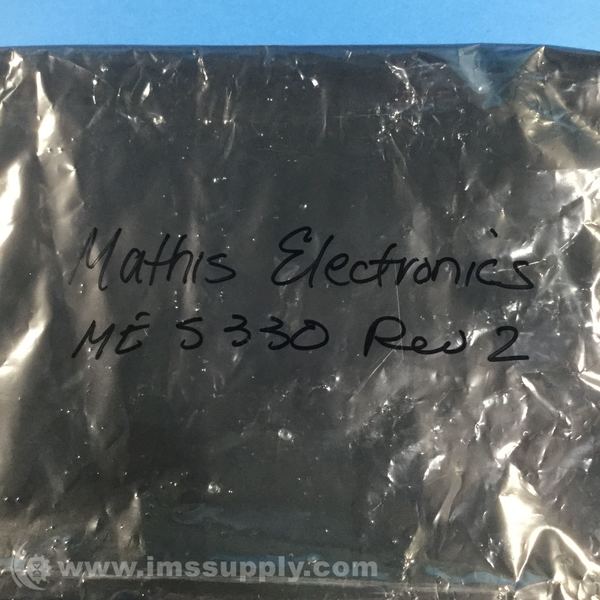 Mathis Electronics
ME 5330 Rev 2
www.imssupply.com